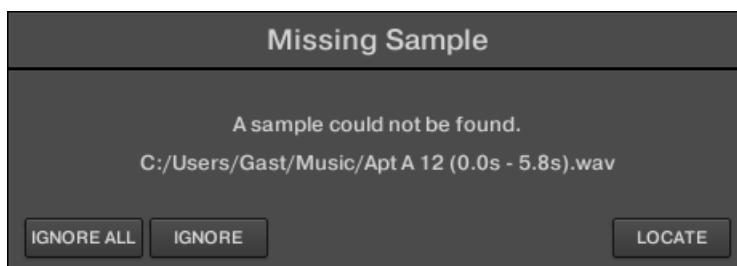 Missing Sample
A sample could not be found.
C:/Users/Gast/Music/Apt A 12 (0.0s - 5.8s).wav
IGNORE ALL IGNORE LOCATE